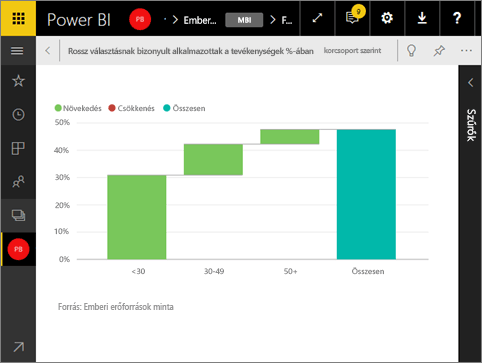 Power BI
PB
Ember...
MBI
F...
9
?
Rossz választásnak bizonyult alkalmazottak a tevékenységek %-ában
korcsoport szerint
Szűrők
Növekedés
Csökkenés
Összesen
50%
40%
30%
20%
10%
0%
<30
30-49
50+
Összesen
Forrás: Emberi erőforrások minta
PB